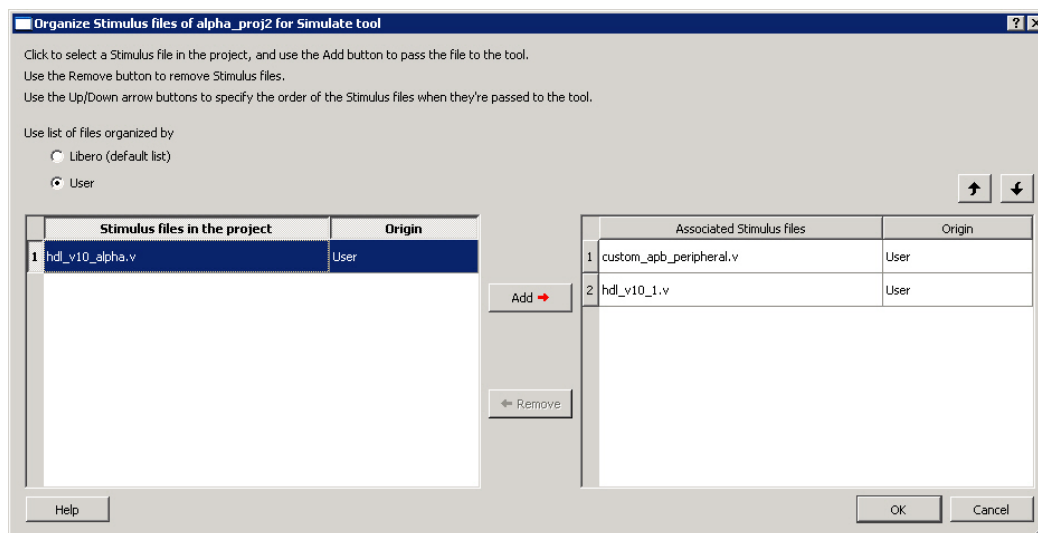 Organize Stimulus files of alpha_proj2 for Simulate tool
Click to select a Stimulus file in the project, and use the Add button to pass the file to the tool.
Use the Remove button to remove Stimulus files.
Use the Up/Down arrow buttons to specify the order of the Stimulus files when they're passed to the tool.
Use list of files organized by
Libero (default list)
User
Stimulus files in the project Origin
1 hdl_v10_alpha.v User
Add
Remove
Associated Stimulus files Origin
1 custom_apb_peripheral.v User
2 hdl_v10_1.v User
Help OK Cancel